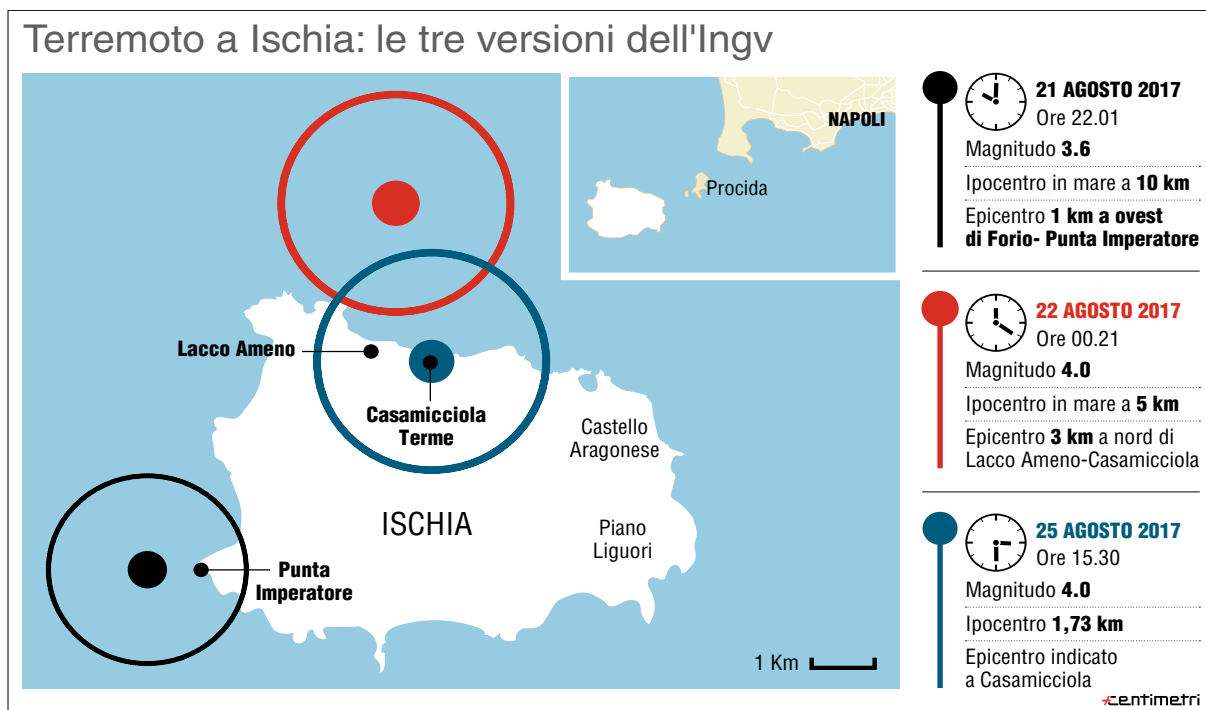 Terremoto a Ischia: le tre versioni dell'Ingv
NAPOLI
Procida
Lacco Ameno
Casamicciola
Terme
Castello
Aragonese
ISCHIA
Piano
Liguori
Punta
Imperatore
1 Km
21 AGOSTO 2017
Ore 22.01
Magnitudo 3.6
Ipocentro in mare a 10 km
Epicentro 1 km a ovest
di Forio- Punta Imperatore
22 AGOSTO 2017
Ore 00.21
Magnitudo 4.0
Ipocentro in mare a 5 km
Epicentro 3 km a nord di
Lacco Ameno-Casamicciola
25 AGOSTO 2017
Ore 15.30
Magnitudo 4.0
Ipocentro 1,73 km
Epicentro indicato
a Casamicciola
centimetri